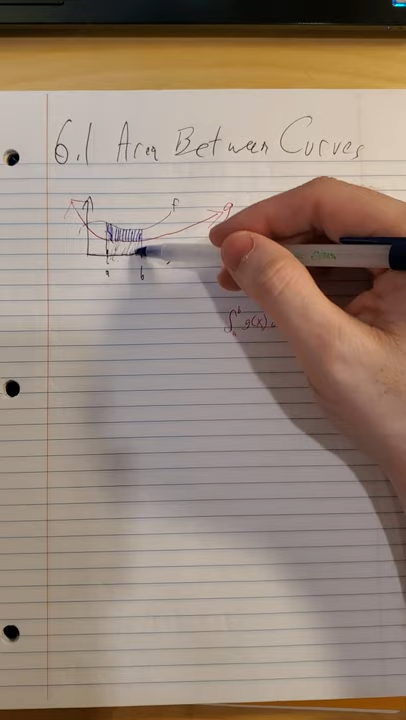 6.1 Area Between Curves
f
g
a b
∫ₐᵇ g(x)